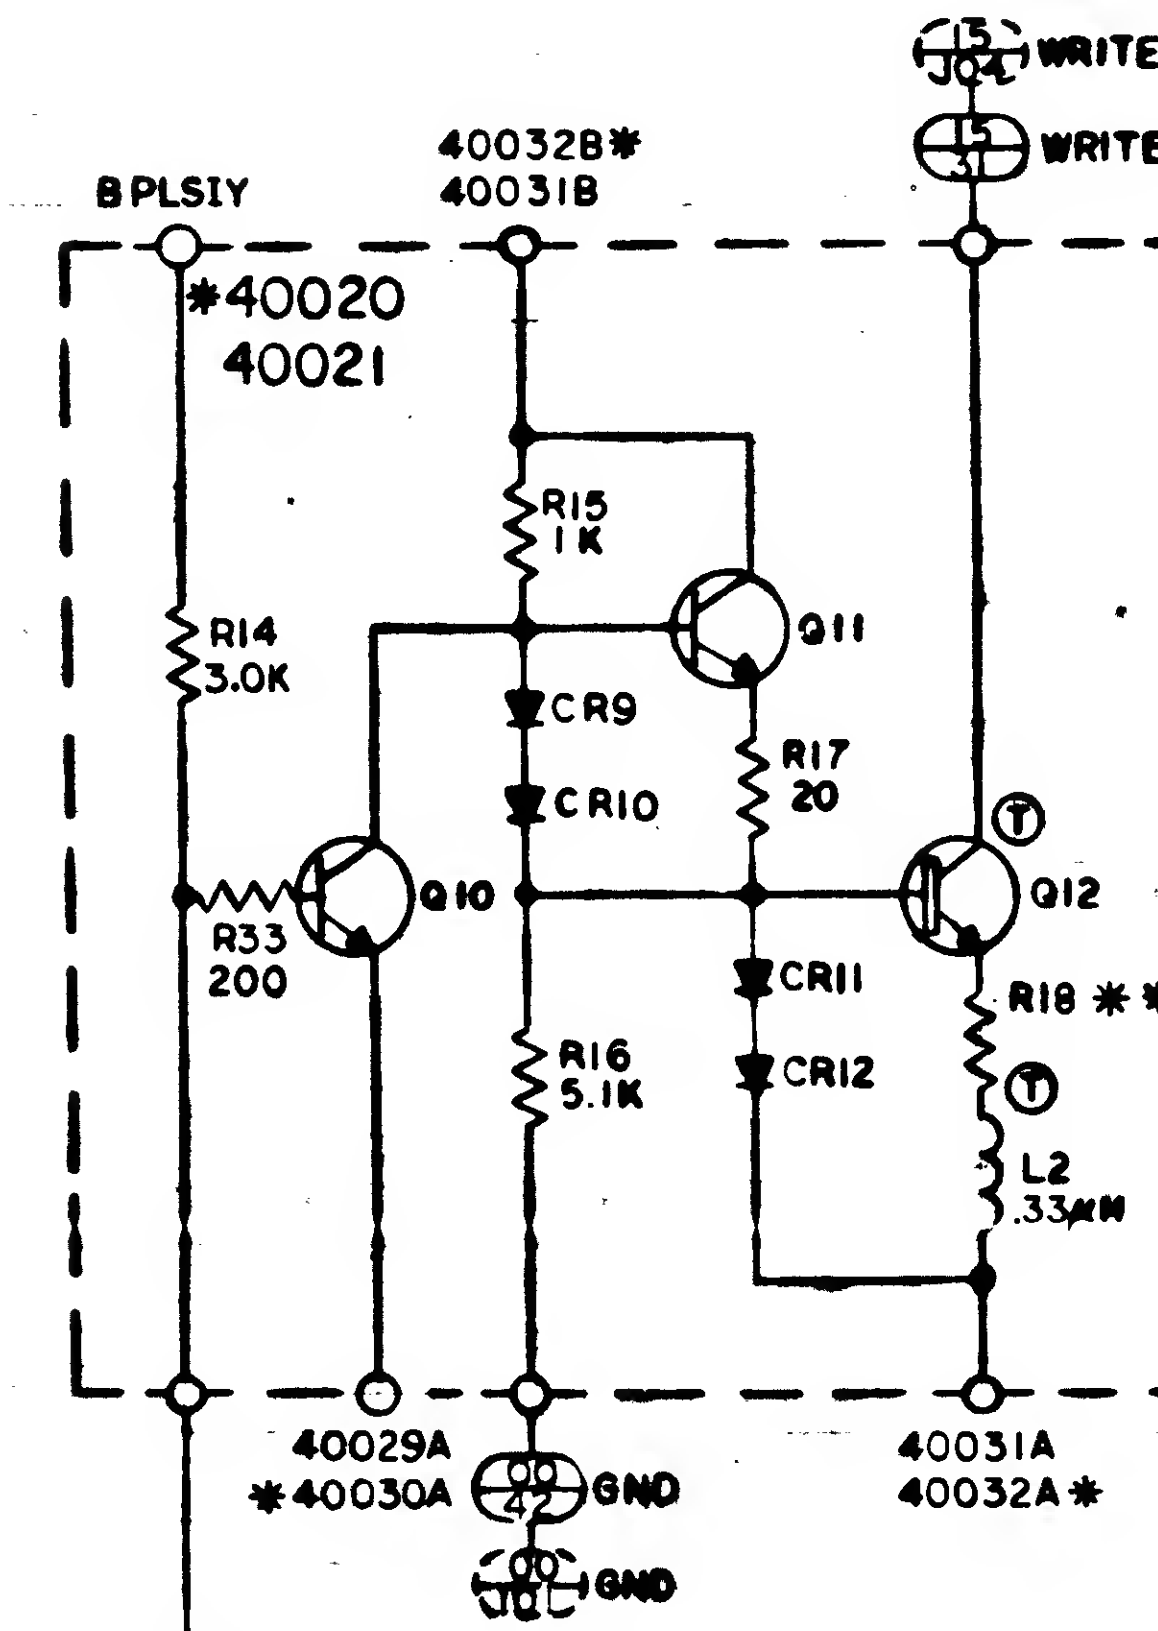 15
J04
WRITE
15
31
WRITE
40032B*
40031B
BPLSIY
*40020
40021
R15
1K
Q11
R14
3.0K
CR9
R17
20
CR10
T
Q10
Q12
R33
200
CR11
R18 * *
R16
5.1K
CR12
T
L2
.33µH
40029A
*40030A
40031A
40032A*
00
42
GND
00
GND